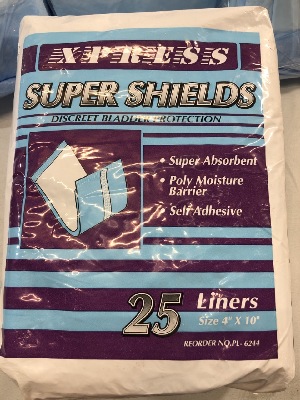 XPRESS
SUPER SHIELDS
DISCREET BLADDER PROTECTION
• Super Absorbent
• Poly Moisture
Barrier
• Self Adhesive
25 Liners
Size 4" X 10"
REORDER NO. PL- 6244